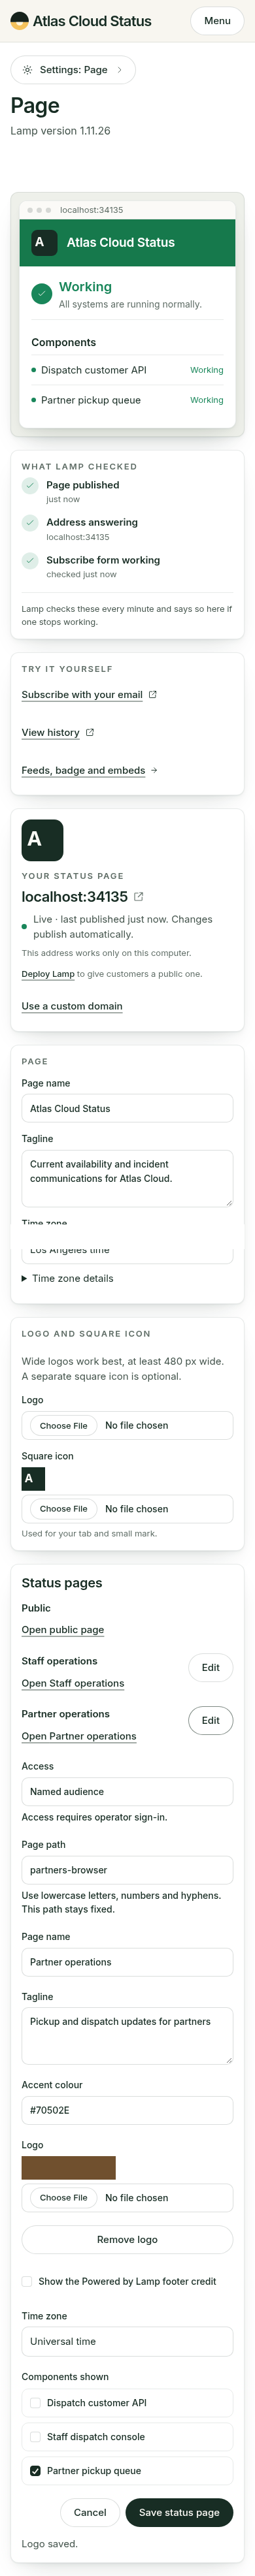 Atlas Cloud Status
Menu
Settings: Page
Page
Lamp version 1.11.26
localhost:34135
A
Atlas Cloud Status
Working
All systems are running normally.
Components
Dispatch customer API
Working
Partner pickup queue
Working
WHAT LAMP CHECKED
Page published
just now
Address answering
localhost:34135
Subscribe form working
checked just now
Lamp checks these every minute and says so here if
one stops working.
TRY IT YOURSELF
Subscribe with your email
View history
Feeds, badge and embeds
A
YOUR STATUS PAGE
localhost:34135
Live · last published just now. Changes
publish automatically.
This address works only on this computer.
Deploy Lamp to give customers a public one.
Use a custom domain
PAGE
Page name
Atlas Cloud Status
Tagline
Current availability and incident
communications for Atlas Cloud.
Time zone
Los Angeles time
Time zone details
LOGO AND SQUARE ICON
Wide logos work best, at least 480 px wide.
A separate square icon is optional.
Logo
Choose File
No file chosen
Square icon
A
Choose File
No file chosen
Used for your tab and small mark.
Status pages
Public
Open public page
Staff operations
Edit
Open Staff operations
Partner operations
Edit
Open Partner operations
Access
Named audience
Access requires operator sign-in.
Page path
partners-browser
Use lowercase letters, numbers and hyphens.
This path stays fixed.
Page name
Partner operations
Tagline
Pickup and dispatch updates for partners
Accent colour
#70502E
Logo
Choose File
No file chosen
Remove logo
Show the Powered by Lamp footer credit
Time zone
Universal time
Components shown
Dispatch customer API
Staff dispatch console
Partner pickup queue
Cancel
Save status page
Logo saved.